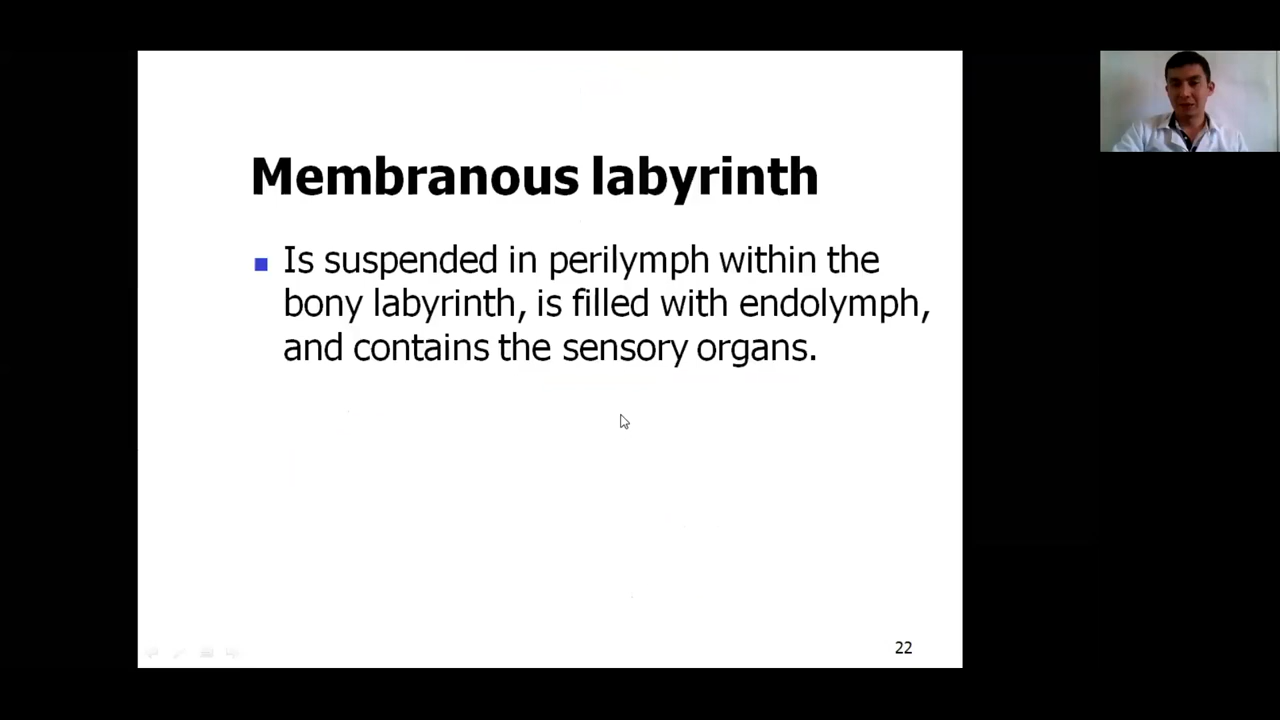 Membranous labyrinth
Is suspended in perilymph within the
bony labyrinth, is filled with endolymph,
and contains the sensory organs.
22